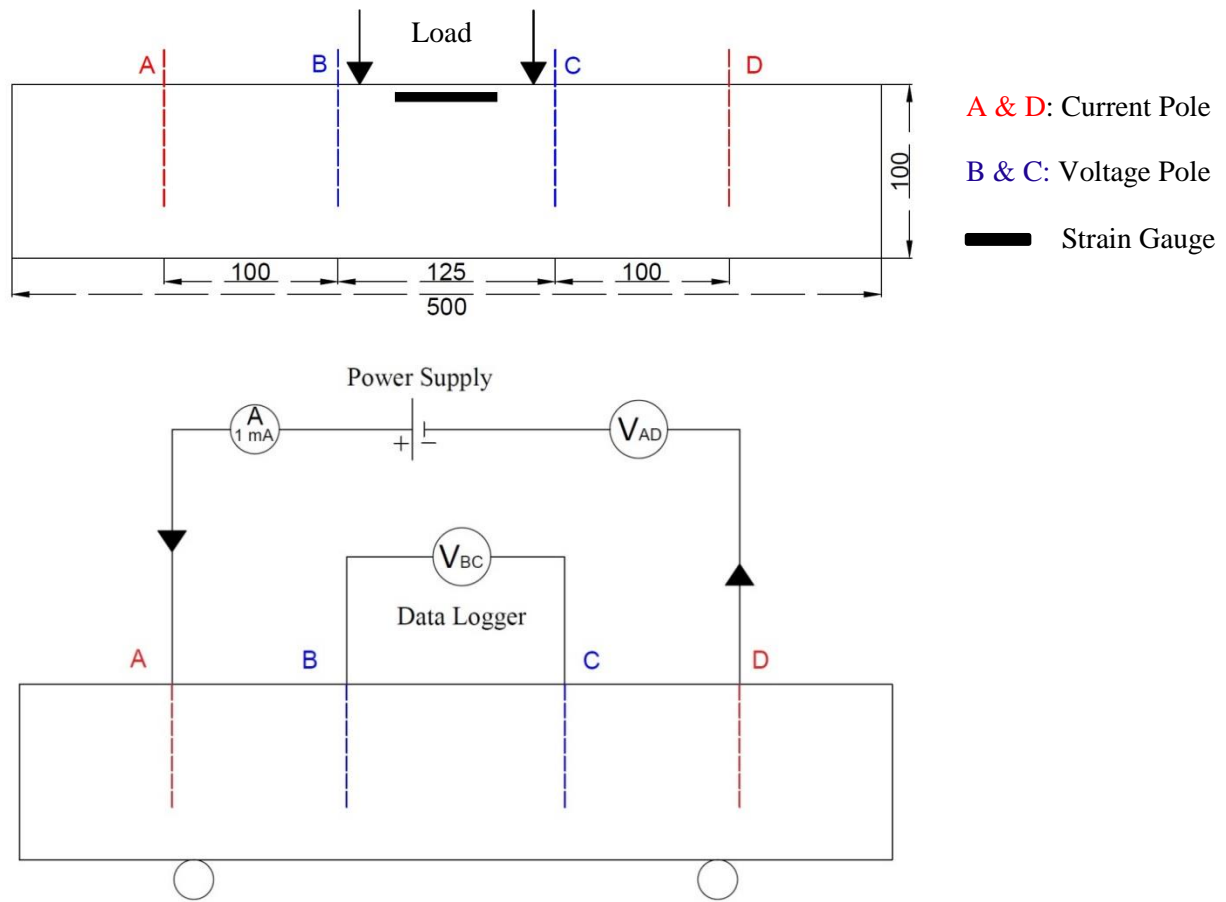 Load
A
B
C
D
100
100
125
100
500
A & D: Current Pole
B & C: Voltage Pole
Strain Gauge
Power Supply
A
1 mA
+
−
VAD
VBC
Data Logger
A
B
C
D